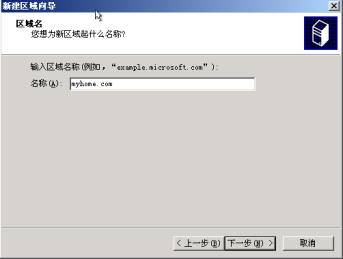 新建区域向导
区域名
您想为新区域起什么名称?
输入区域名称(例如，“example.microsoft.com”):
名称(A): myhome.com
< 上一步(B) 下一步(N) > 取消